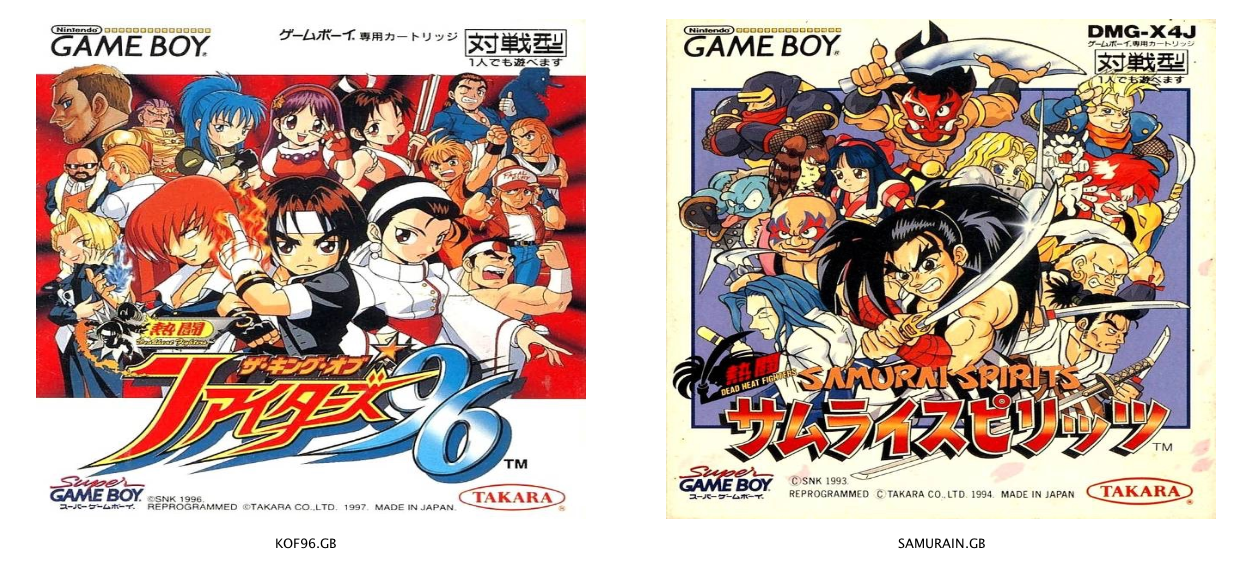 Nintendo
GAME BOY
ゲームボーイ専用カートリッジ
対戦型
1人でも遊べます
FATAL FURY
熱闘
ザ・キング・オブ
ファイターズ'96
TM
Super
GAME BOY
スーパーゲームボーイ
©SNK 1996.
REPROGRAMMED ©TAKARA CO.,LTD. 1997. MADE IN JAPAN.
TAKARA
KOF96.GB
Nintendo
GAME BOY
DMG-X4J
ゲームボーイ専用カートリッジ
対戦型
1人でも遊べます
熱闘
DEAD HEAT FIGHTERS
SAMURAI SPIRITS
サムライスピリッツ
TM
Super
GAME BOY
スーパーゲームボーイ
©SNK 1993.
REPROGRAMMED ©TAKARA CO.,LTD. 1994. MADE IN JAPAN
TAKARA
SAMURAIN.GB